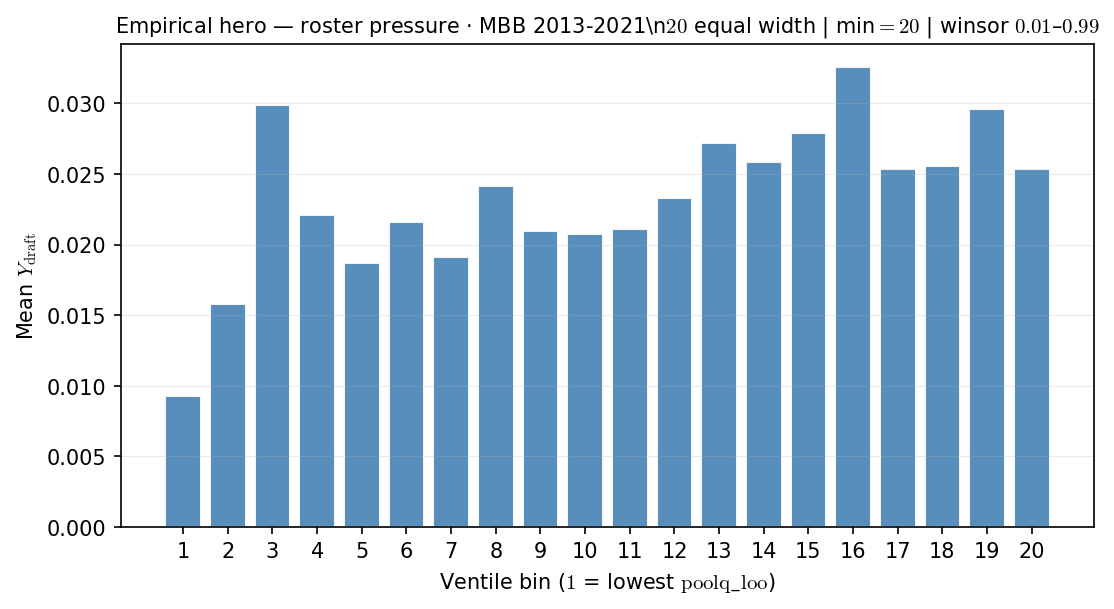 Empirical hero — roster pressure · MBB 2013-2021\n20 equal width | min = 20 | winsor 0.01–0.99
0.030
0.025
0.020
0.015
0.010
0.005
0.000
Mean Y_draft
1 2 3 4 5 6 7 8 9 10 11 12 13 14 15 16 17 18 19 20
Ventile bin (1 = lowest poolq_loo)